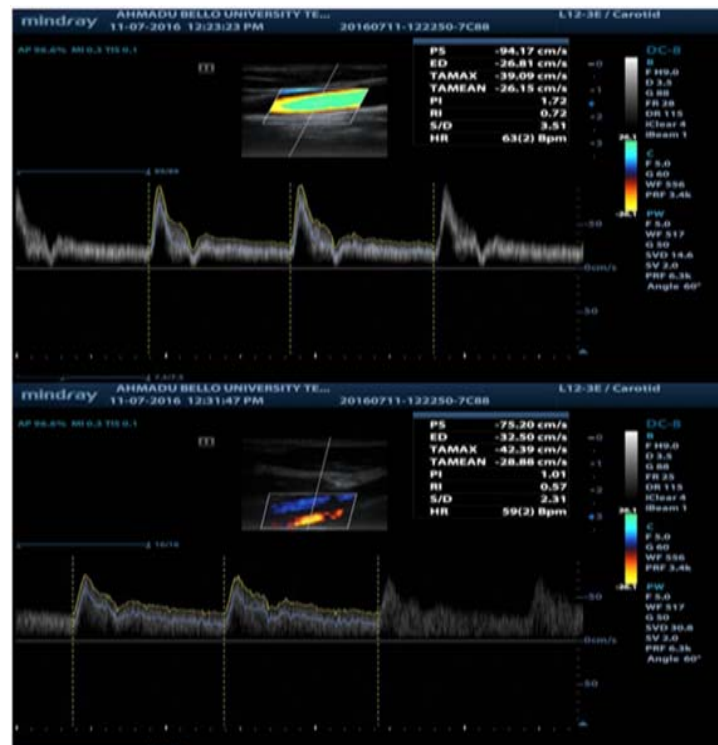 mindray
AHMADU BELLO UNIVERSITY TE...
11-07-2016 12:23:23 PM
20160711-122250-7C88
L12-3E / Carotid
AP 96.6% MI 0.3 TIS 0.1
PS -94.17 cm/s
ED -26.81 cm/s
TAMAX -39.09 cm/s
TAMEAN -26.15 cm/s
PI 1.72
RI 0.72
S/D 3.51
HR 63(2) Bpm
DC-8
B
F H9.0
D 3.5
G 88
FR 28
DR 115
iClear 4
iBeam 1
C
F 5.0
G 60
WF 556
PRF 3.4k
PW
F 5.0
WF 517
G 50
SVD 14.6
SV 2.0
PRF 6.3k
Angle 60°
-0
-1
-2
-3
-50
0cm/s
-50
mindray
AHMADU BELLO UNIVERSITY TE...
11-07-2016 12:31:47 PM
20160711-122250-7C88
L12-3E / Carotid
AP 96.6% MI 0.3 TIS 0.1
PS -75.20 cm/s
ED -32.50 cm/s
TAMAX -42.39 cm/s
TAMEAN -28.88 cm/s
PI 1.01
RI 0.57
S/D 2.31
HR 59(2) Bpm
DC-8
B
F H9.0
D 3.5
G 88
FR 25
DR 115
iClear 4
iBeam 1
C
F 5.0
G 60
WF 556
PRF 3.4k
PW
F 5.0
WF 517
G 50
SVD 30.8
SV 2.0
PRF 6.3k
Angle 60°
-0
-1
-2
-3
-50
0cm/s
-50